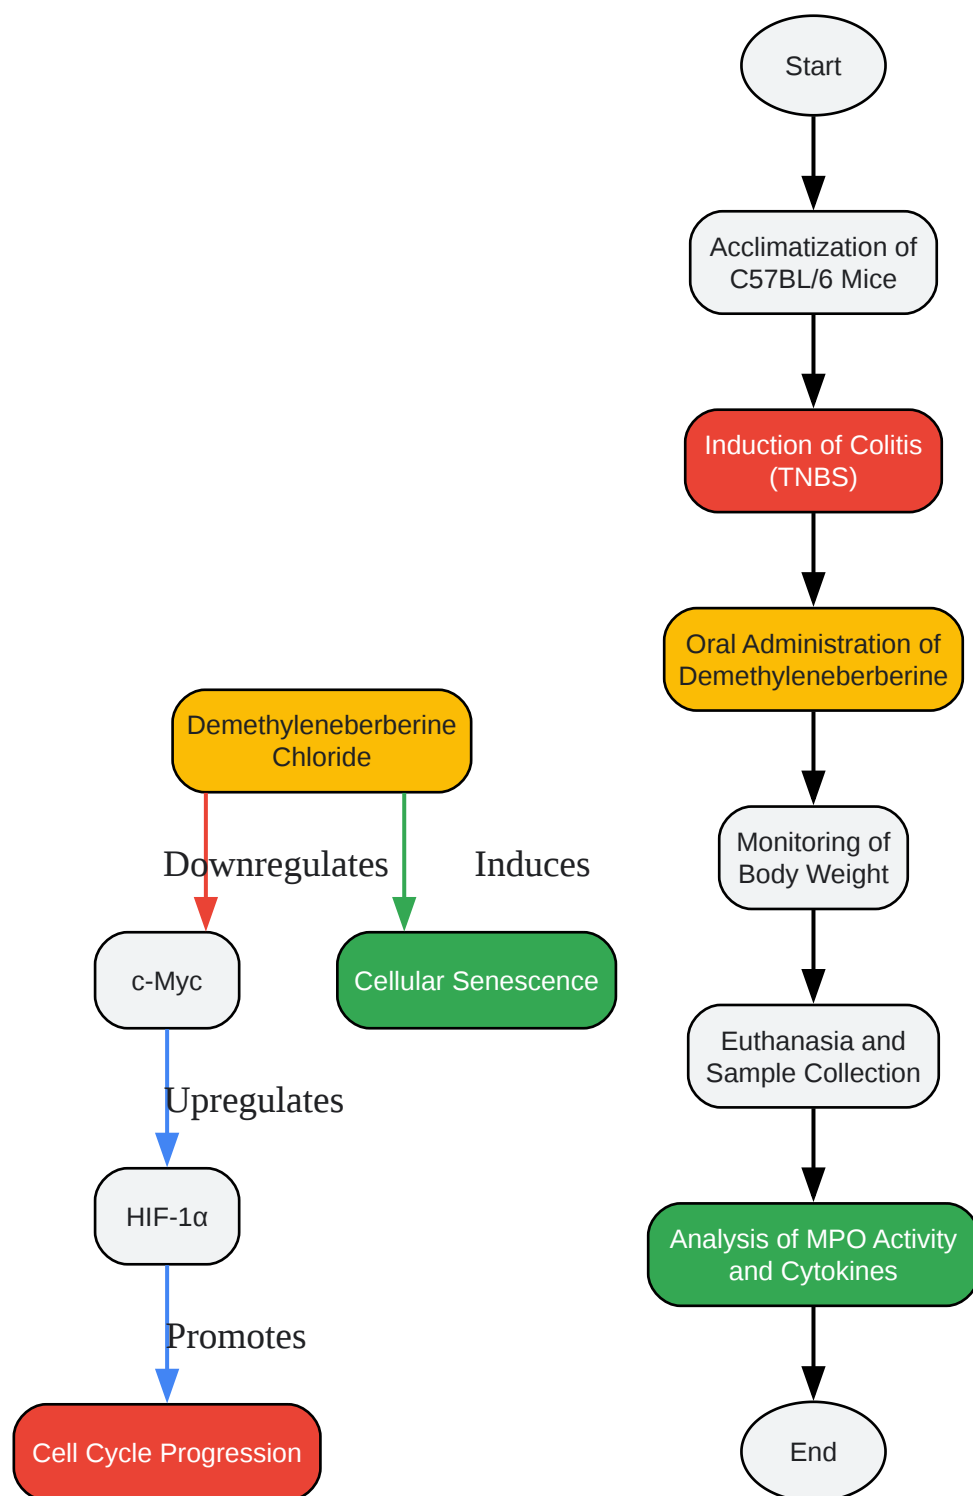 Start
Acclimatization of
C57BL/6 Mice
Induction of Colitis
(TNBS)
Oral Administration of
Demethyleneberberine
Monitoring of
Body Weight
Euthanasia and
Sample Collection
Analysis of MPO Activity
and Cytokines
End
Demethyleneberberine
Chloride
Downregulates
Induces
c-Myc
Cellular Senescence
Upregulates
HIF-1α
Promotes
Cell Cycle Progression